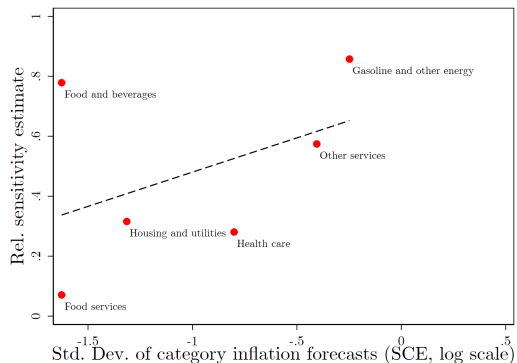 1
.8
.6
.4
.2
0
Rel. sensitivity estimate
Gasoline and other energy
Food and beverages
Other services
Housing and utilities
Health care
Food services
-1.5 -1 -.5 0 .5
Std. Dev. of category inflation forecasts (SCE, log scale)